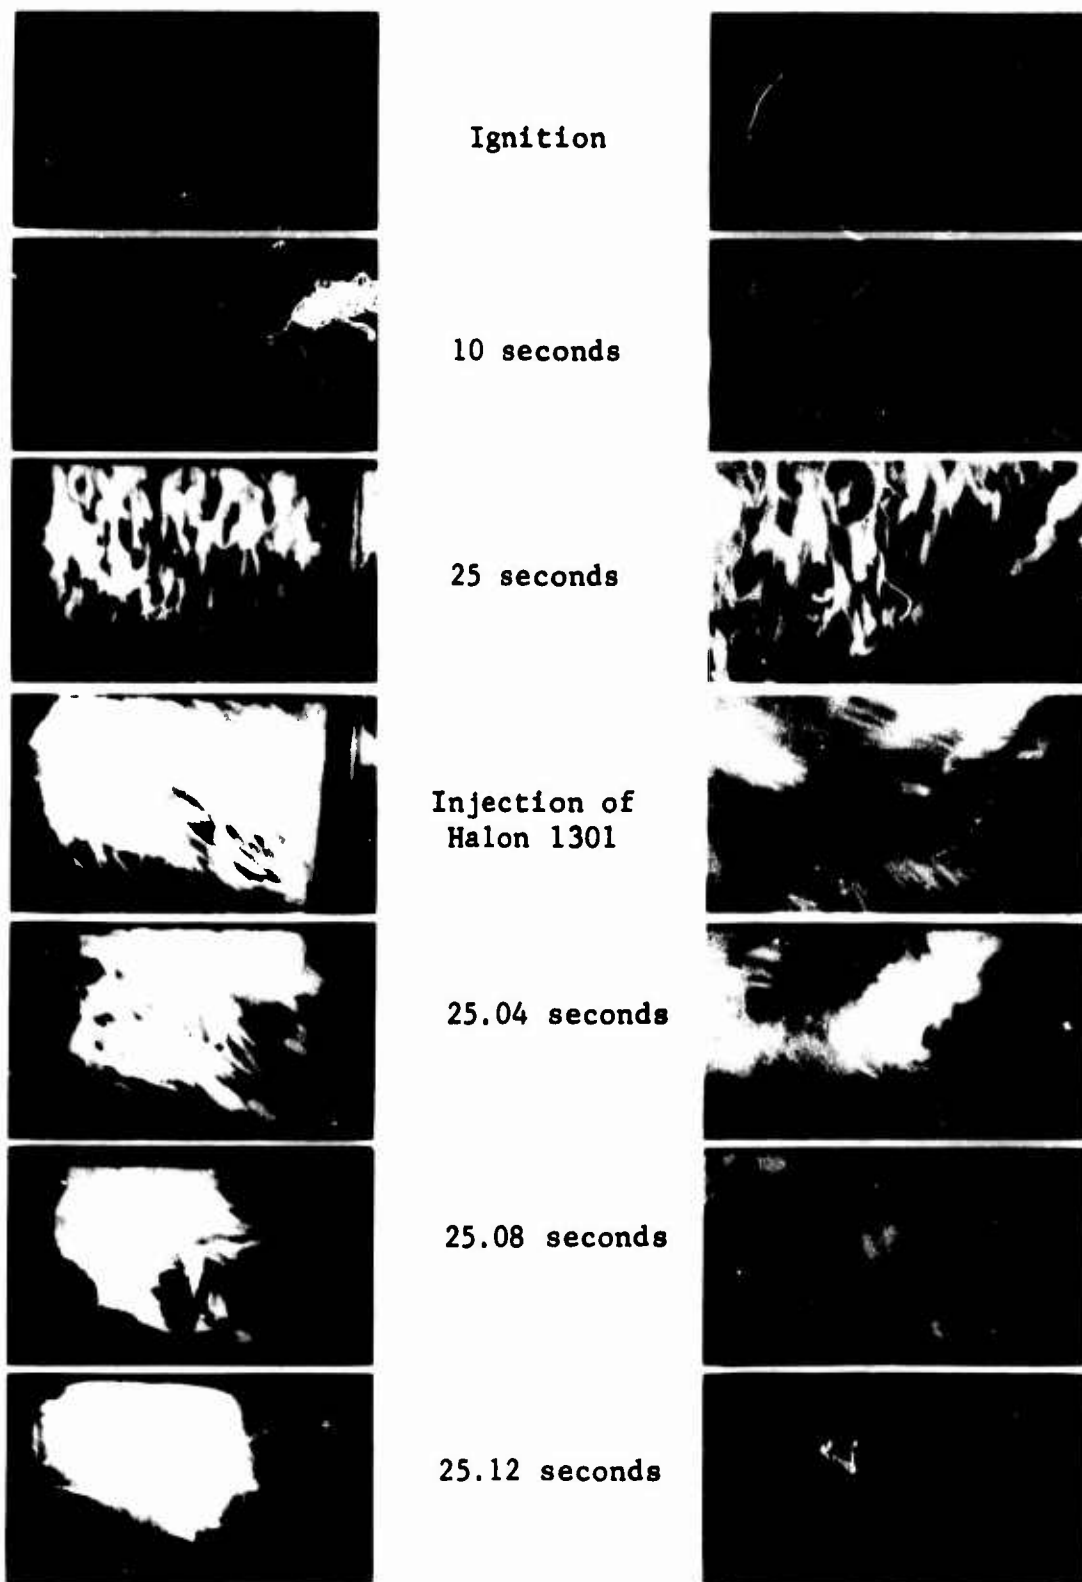 Ignition
10 seconds
25 seconds
Injection of
Halon 1301
25.04 seconds
25.08 seconds
25.12 seconds